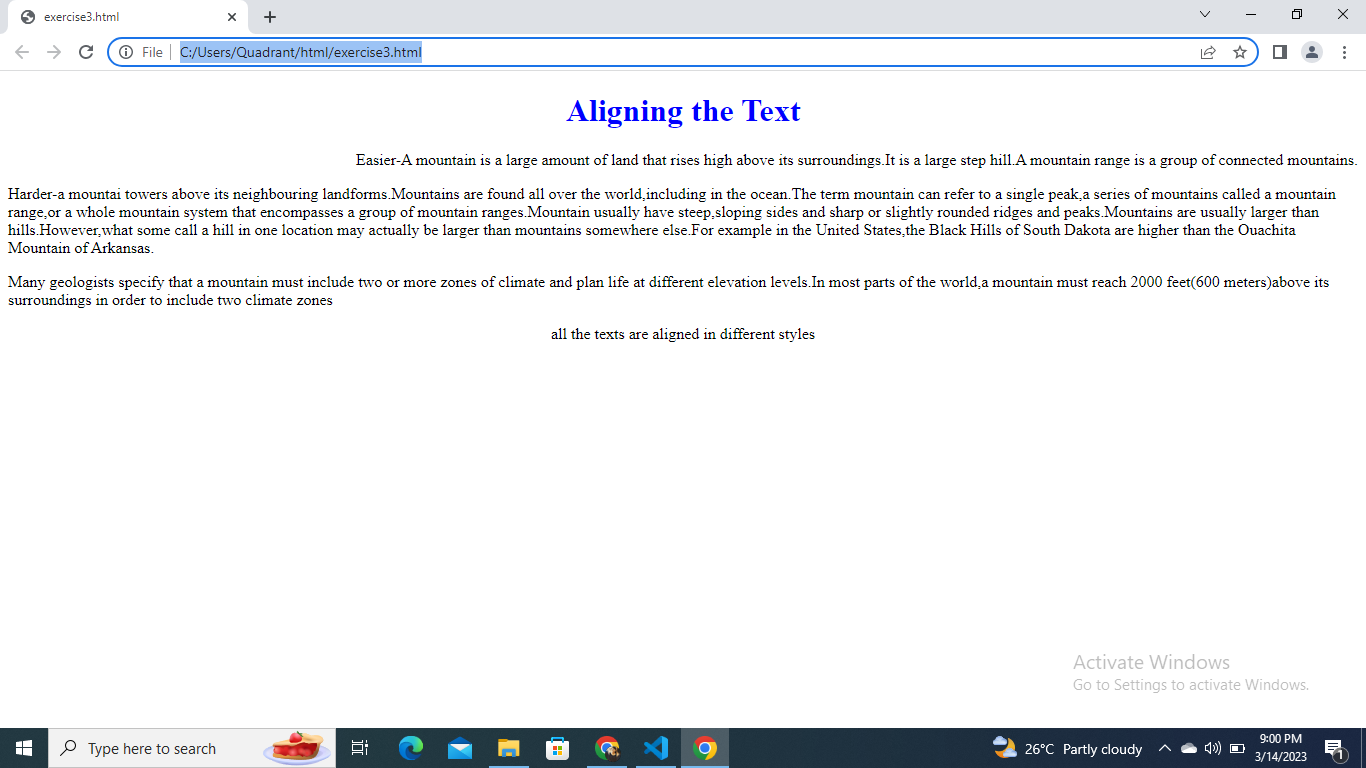 exercise3.html
File
C:/Users/Quadrant/html/exercise3.html
Aligning the Text
Easier-A mountain is a large amount of land that rises high above its surroundings.It is a large step hill.A mountain range is a group of connected mountains.
Harder-a mountai towers above its neighbouring landforms.Mountains are found all over the world,including in the ocean.The term mountain can refer to a single peak,a series of mountains called a mountain
range,or a whole mountain system that encompasses a group of mountain ranges.Mountain usually have steep,sloping sides and sharp or slightly rounded ridges and peaks.Mountains are usually larger than
hills.However,what some call a hill in one location may actually be larger than mountains somewhere else.For example in the United States,the Black Hills of South Dakota are higher than the Ouachita
Mountain of Arkansas.
Many geologists specify that a mountain must include two or more zones of climate and plan life at different elevation levels.In most parts of the world,a mountain must reach 2000 feet(600 meters)above its
surroundings in order to include two climate zones
all the texts are aligned in different styles
Activate Windows
Go to Settings to activate Windows.
Type here to search
26°C Partly cloudy
9:00 PM
3/14/2023
1